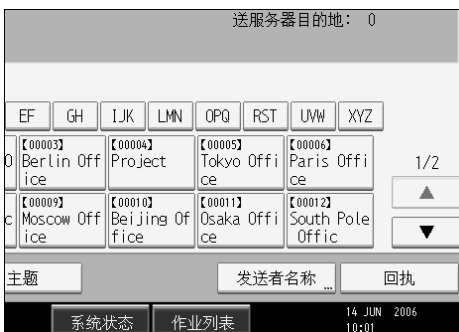 送服务器目的地: 0
EF GH IJK LMN OPQ RST UVW XYZ
【00003】 【00004】 【00005】 【00006】
Berlin Off Project Tokyo Offi Paris Offi
ice ce ce
1/2
【00009】 【00010】 【00011】 【00012】
Moscow Off Beijing Of Osaka Offi South Pole
ice fice ce Offic
▲
▼
主题 发送者名称 ... 回执
系统状态 作业列表 14 JUN 2006
10:01